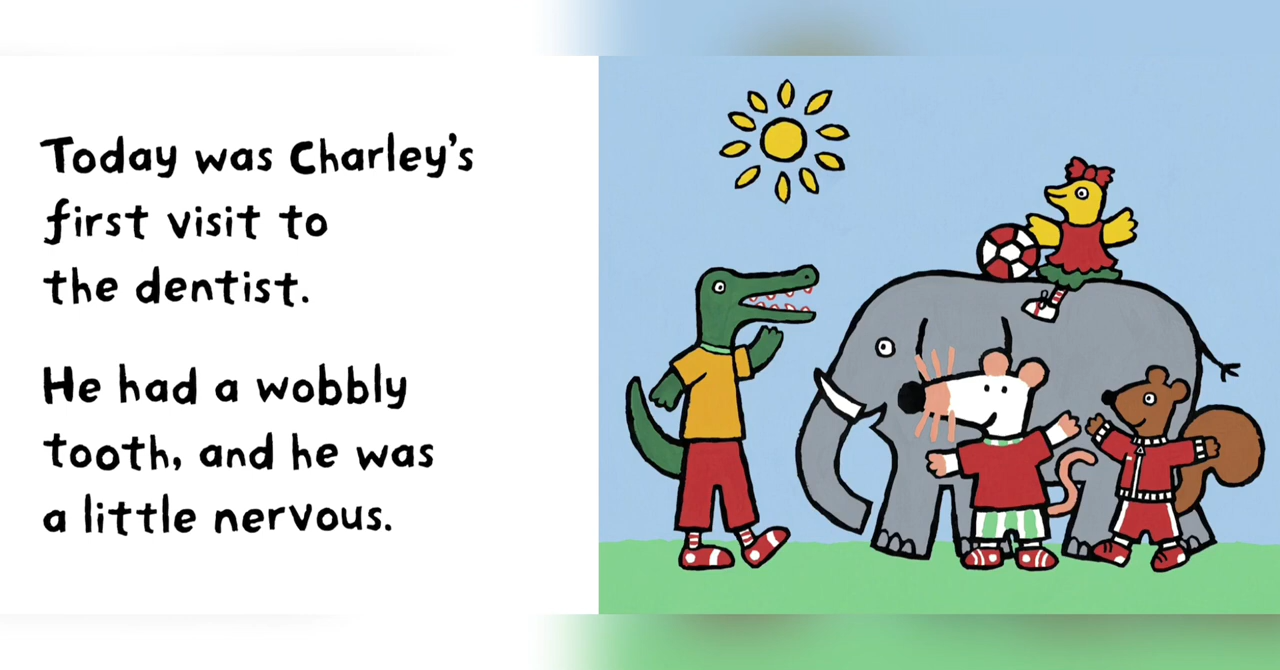 Today was Charley's
first visit to
the dentist.
He had a wobbly
tooth, and he was
a little nervous.